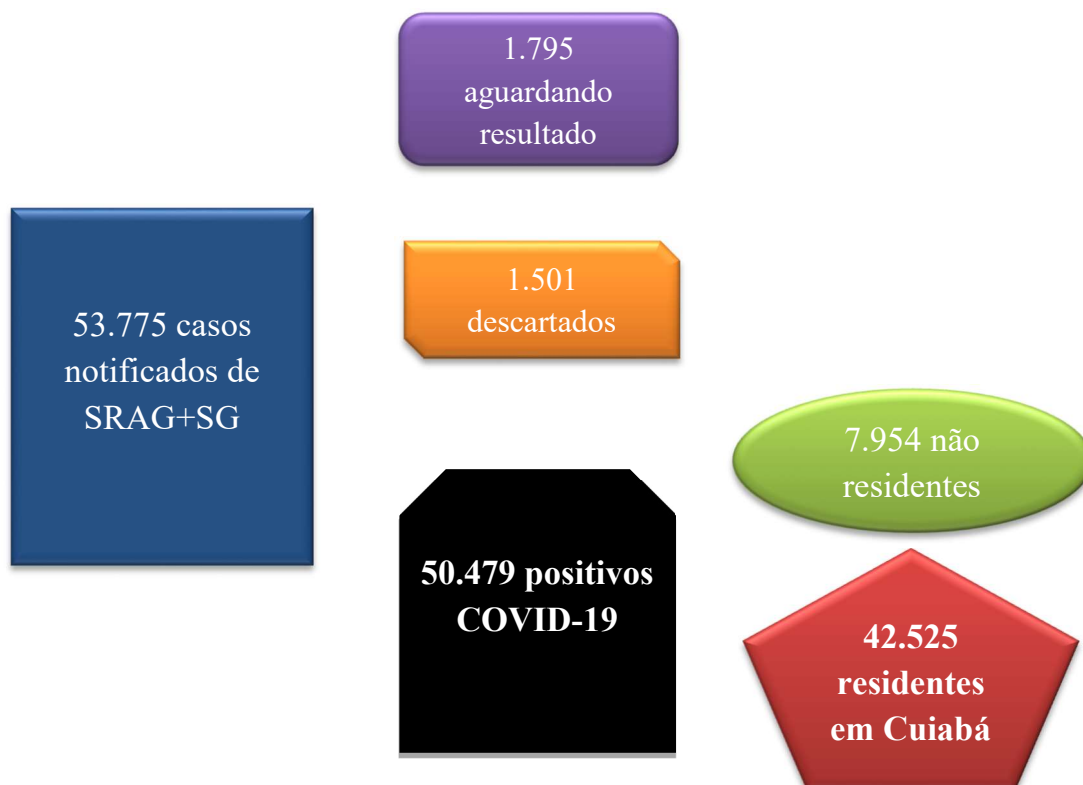 1.795
aguardando
resultado
53.775 casos
notificados de
SRAG+SG
1.501
descartados
50.479 positivos
COVID-19
7.954 não
residentes
42.525
residentes
em Cuiabá